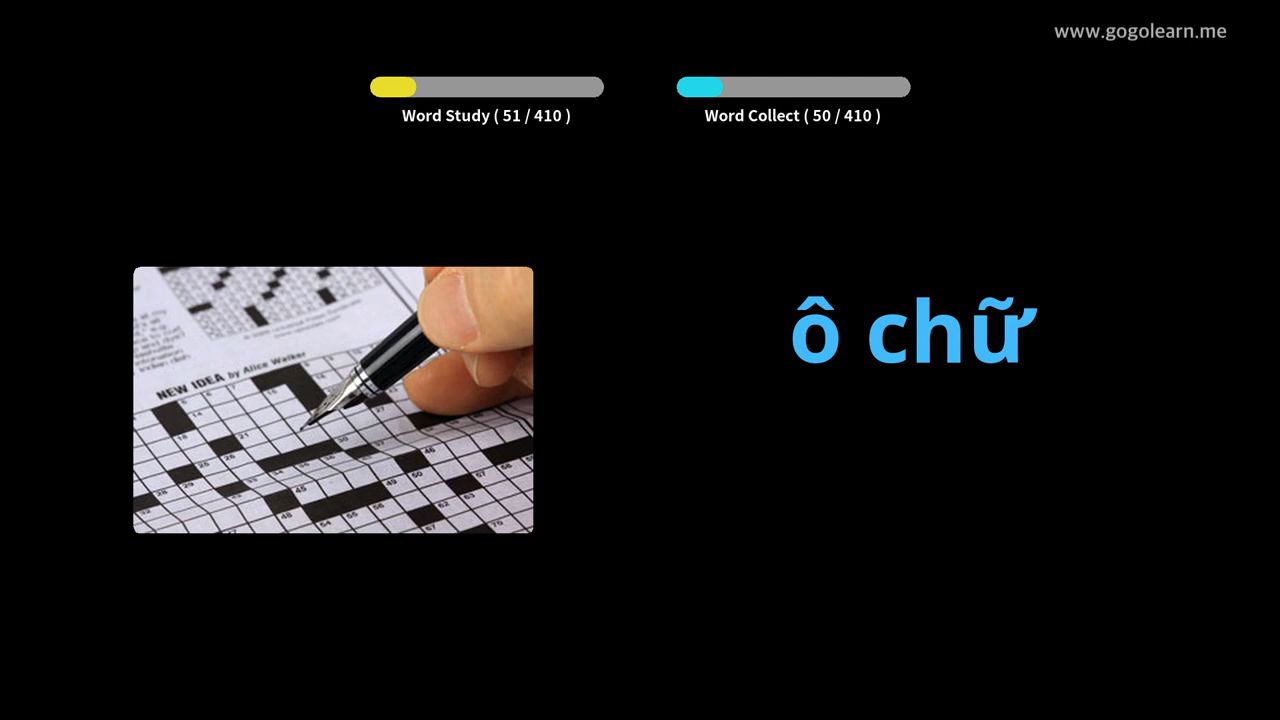 www.gogolearn.me
Word Study ( 51 / 410 )
Word Collect ( 50 / 410 )
NEW IDEA by Alice Walker
ô chữ